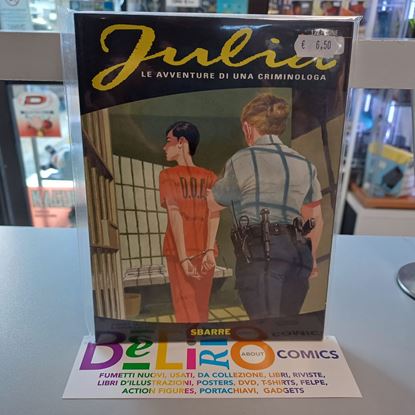 Julia
€ 6,50
LE AVVENTURE DI UNA CRIMINOLOGA
D.O.C.
SBARRE
DeLiRiO
ABOUT
COMICS
FUMETTI NUOVI, USATI, DA COLLEZIONE, LIBRI, RIVISTE,
LIBRI D'ILLUSTRAZIONI, POSTERS, DVD, T-SHIRTS, FELPE,
ACTION FIGURES, PORTACHIAVI, GADGETS